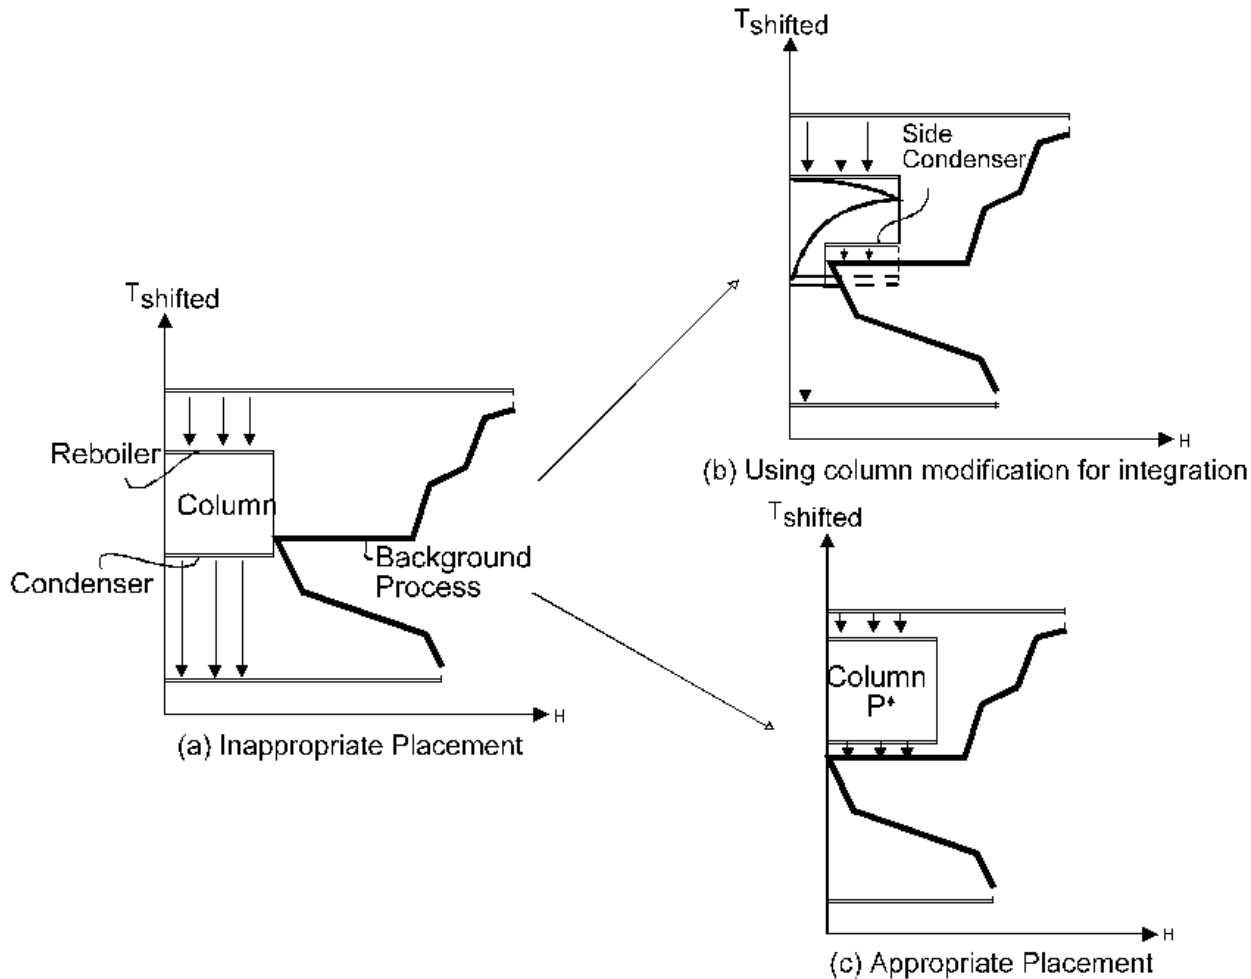 Tshifted
Reboiler
Column
Condenser
Background
Process
H
(a) Inappropriate Placement
Tshifted
Side
Condenser
H
(b) Using column modification for integration
Tshifted
Column
P↑
H
(c) Appropriate Placement